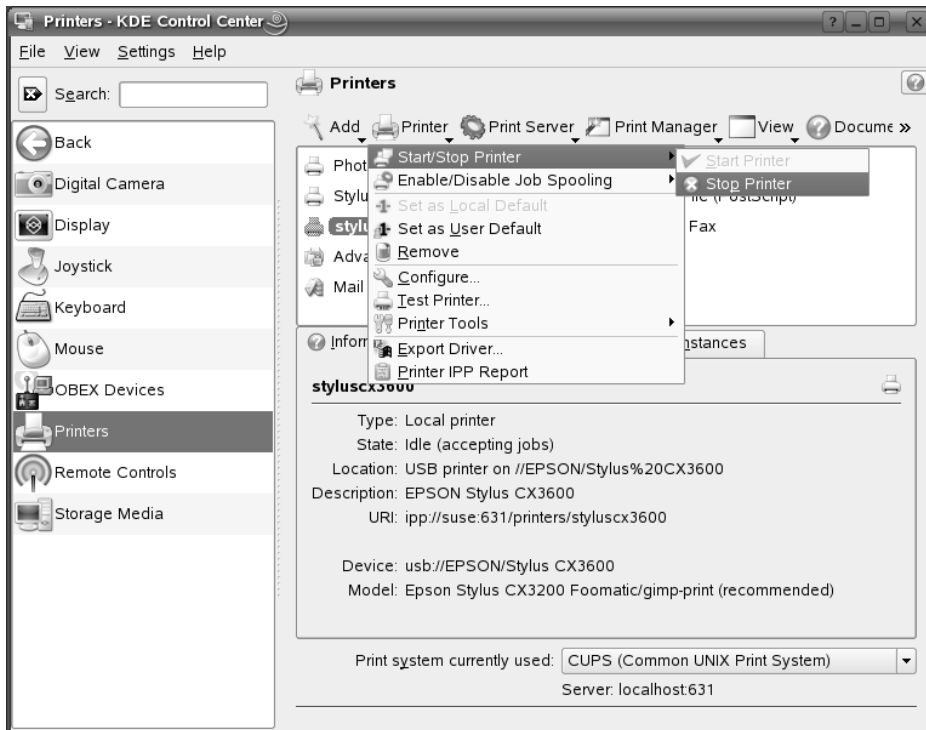 Printers - KDE Control Center
File View Settings Help
Search:
Back
Digital Camera
Display
Joystick
Keyboard
Mouse
OBEX Devices
Printers
Remote Controls
Storage Media
Printers
Add Printer Print Server Print Manager View »
Start/Stop Printer
Enable/Disable Job Spooling
Set as Local Default
Set as User Default
Remove
Configure...
Test Printer...
Printer Tools
Export Driver...
Printer IPP Report
Start Printer
Stop Printer
(PostScript)
Fax
Mail
styluscx3600
Type: Local printer
State: Idle (accepting jobs)
Location: USB printer on //EPSON/Stylus%20CX3600
Description: EPSON Stylus CX3600
URI: ipp://suse:631/printers/styluscx3600
Device: usb://EPSON/Stylus CX3600
Model: Epson Stylus CX3200 Foomatic/gimp-print (recommended)
Print system currently used: CUPS (Common UNIX Print System)
Server: localhost:631